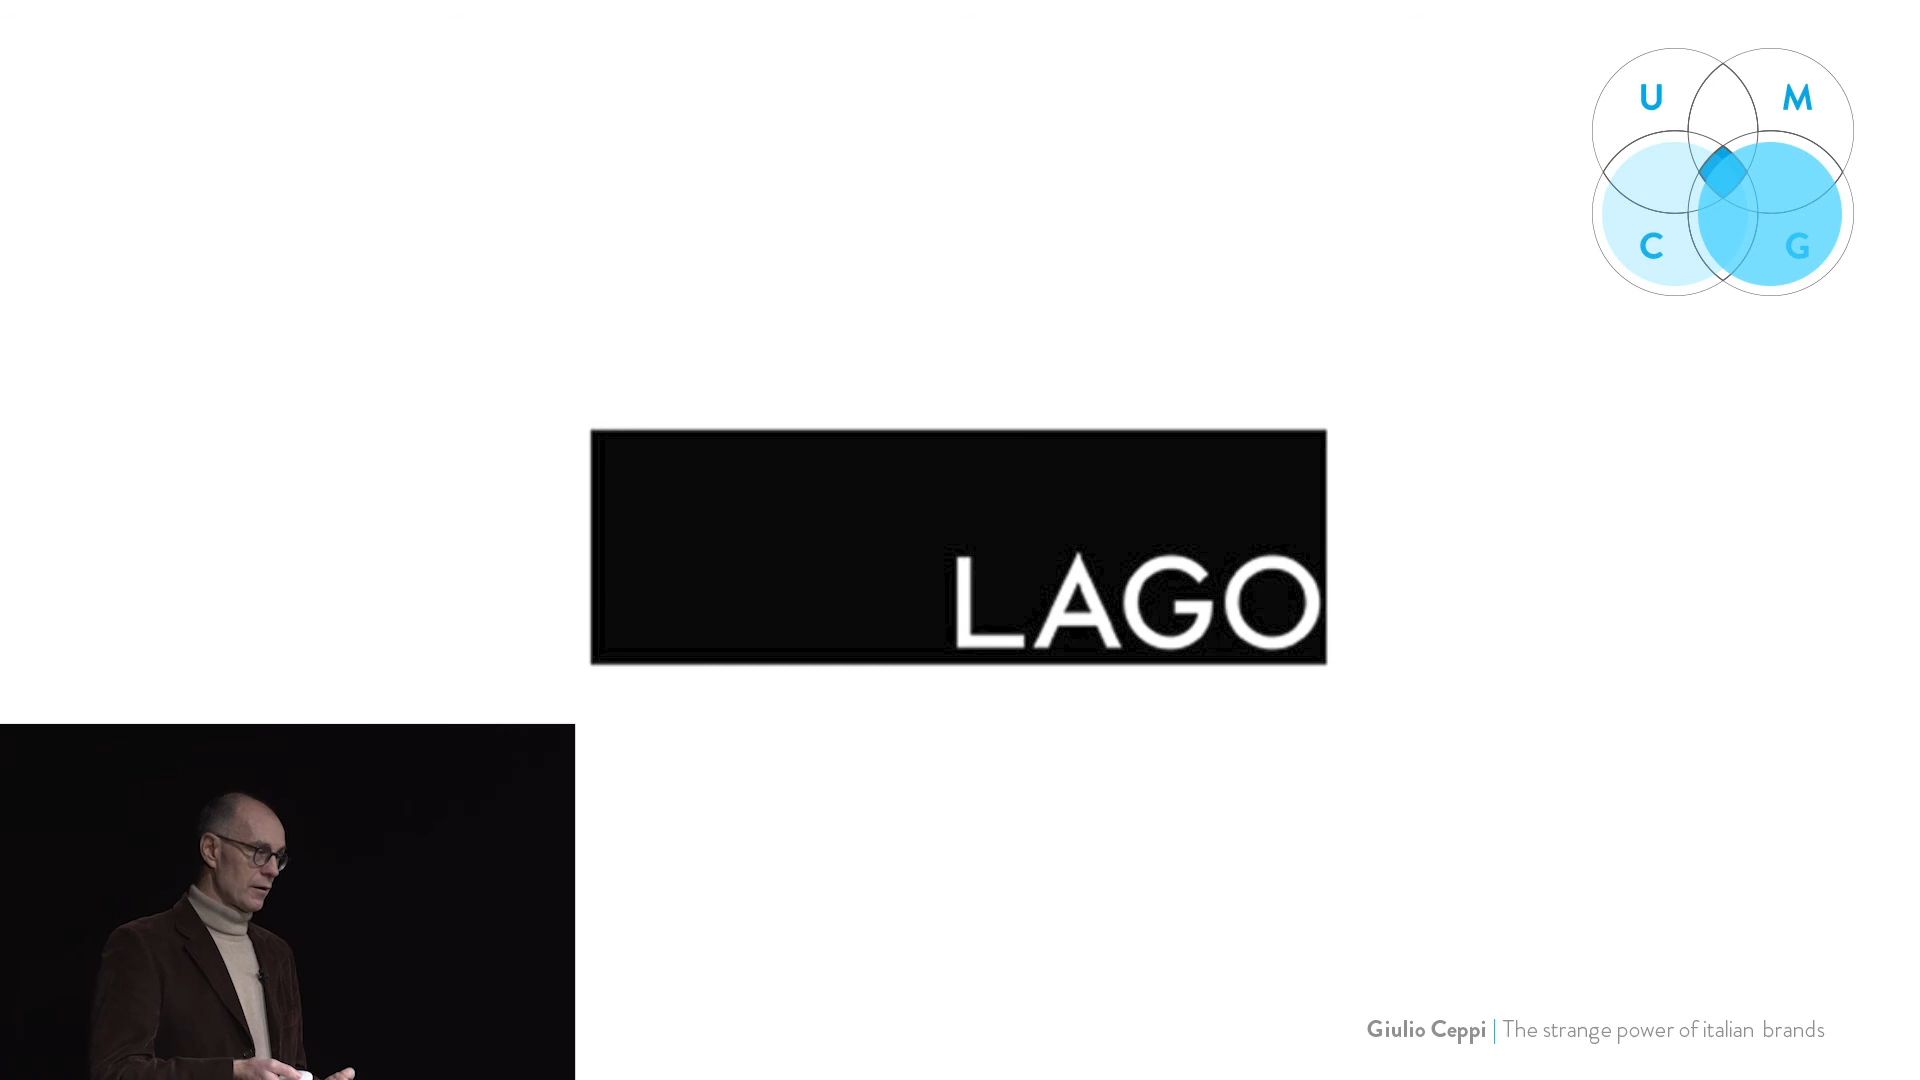 U M
C G
LAGO
Giulio Ceppi | The strange power of italian brands